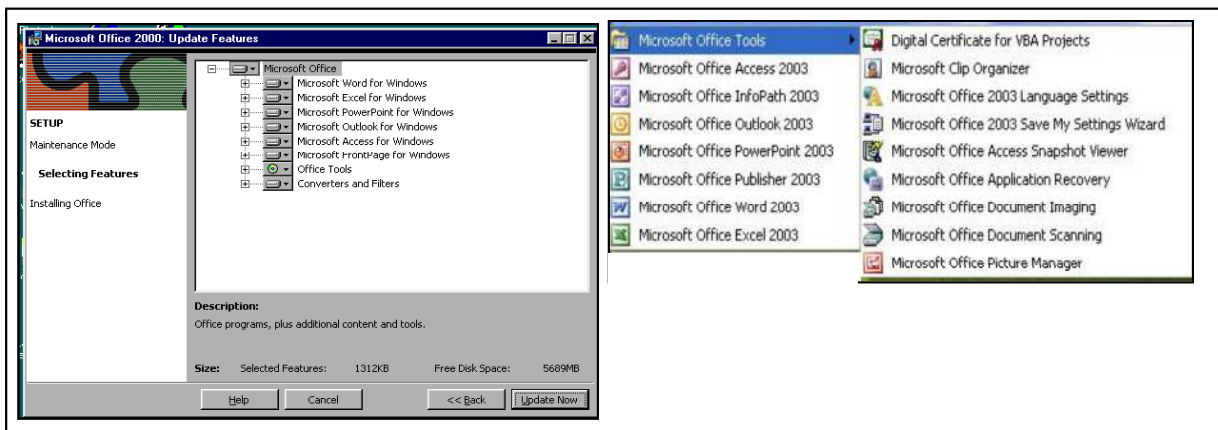 Microsoft Office 2000: Update Features
SETUP
Maintenance Mode
Selecting Features
Installing Office
Microsoft Office
Microsoft Word for Windows
Microsoft Excel for Windows
Microsoft PowerPoint for Windows
Microsoft Outlook for Windows
Microsoft Access for Windows
Microsoft FrontPage for Windows
Office Tools
Converters and Filters
Description:
Office programs, plus additional content and tools.
Size: Selected Features: 1312KB Free Disk Space: 5689MB
Help Cancel << Back Update Now
Microsoft Office Tools
Microsoft Office Access 2003
Microsoft Office InfoPath 2003
Microsoft Office Outlook 2003
Microsoft Office PowerPoint 2003
Microsoft Office Publisher 2003
Microsoft Office Word 2003
Microsoft Office Excel 2003
Digital Certificate for VBA Projects
Microsoft Clip Organizer
Microsoft Office 2003 Language Settings
Microsoft Office 2003 Save My Settings Wizard
Microsoft Office Access Snapshot Viewer
Microsoft Office Application Recovery
Microsoft Office Document Imaging
Microsoft Office Document Scanning
Microsoft Office Picture Manager